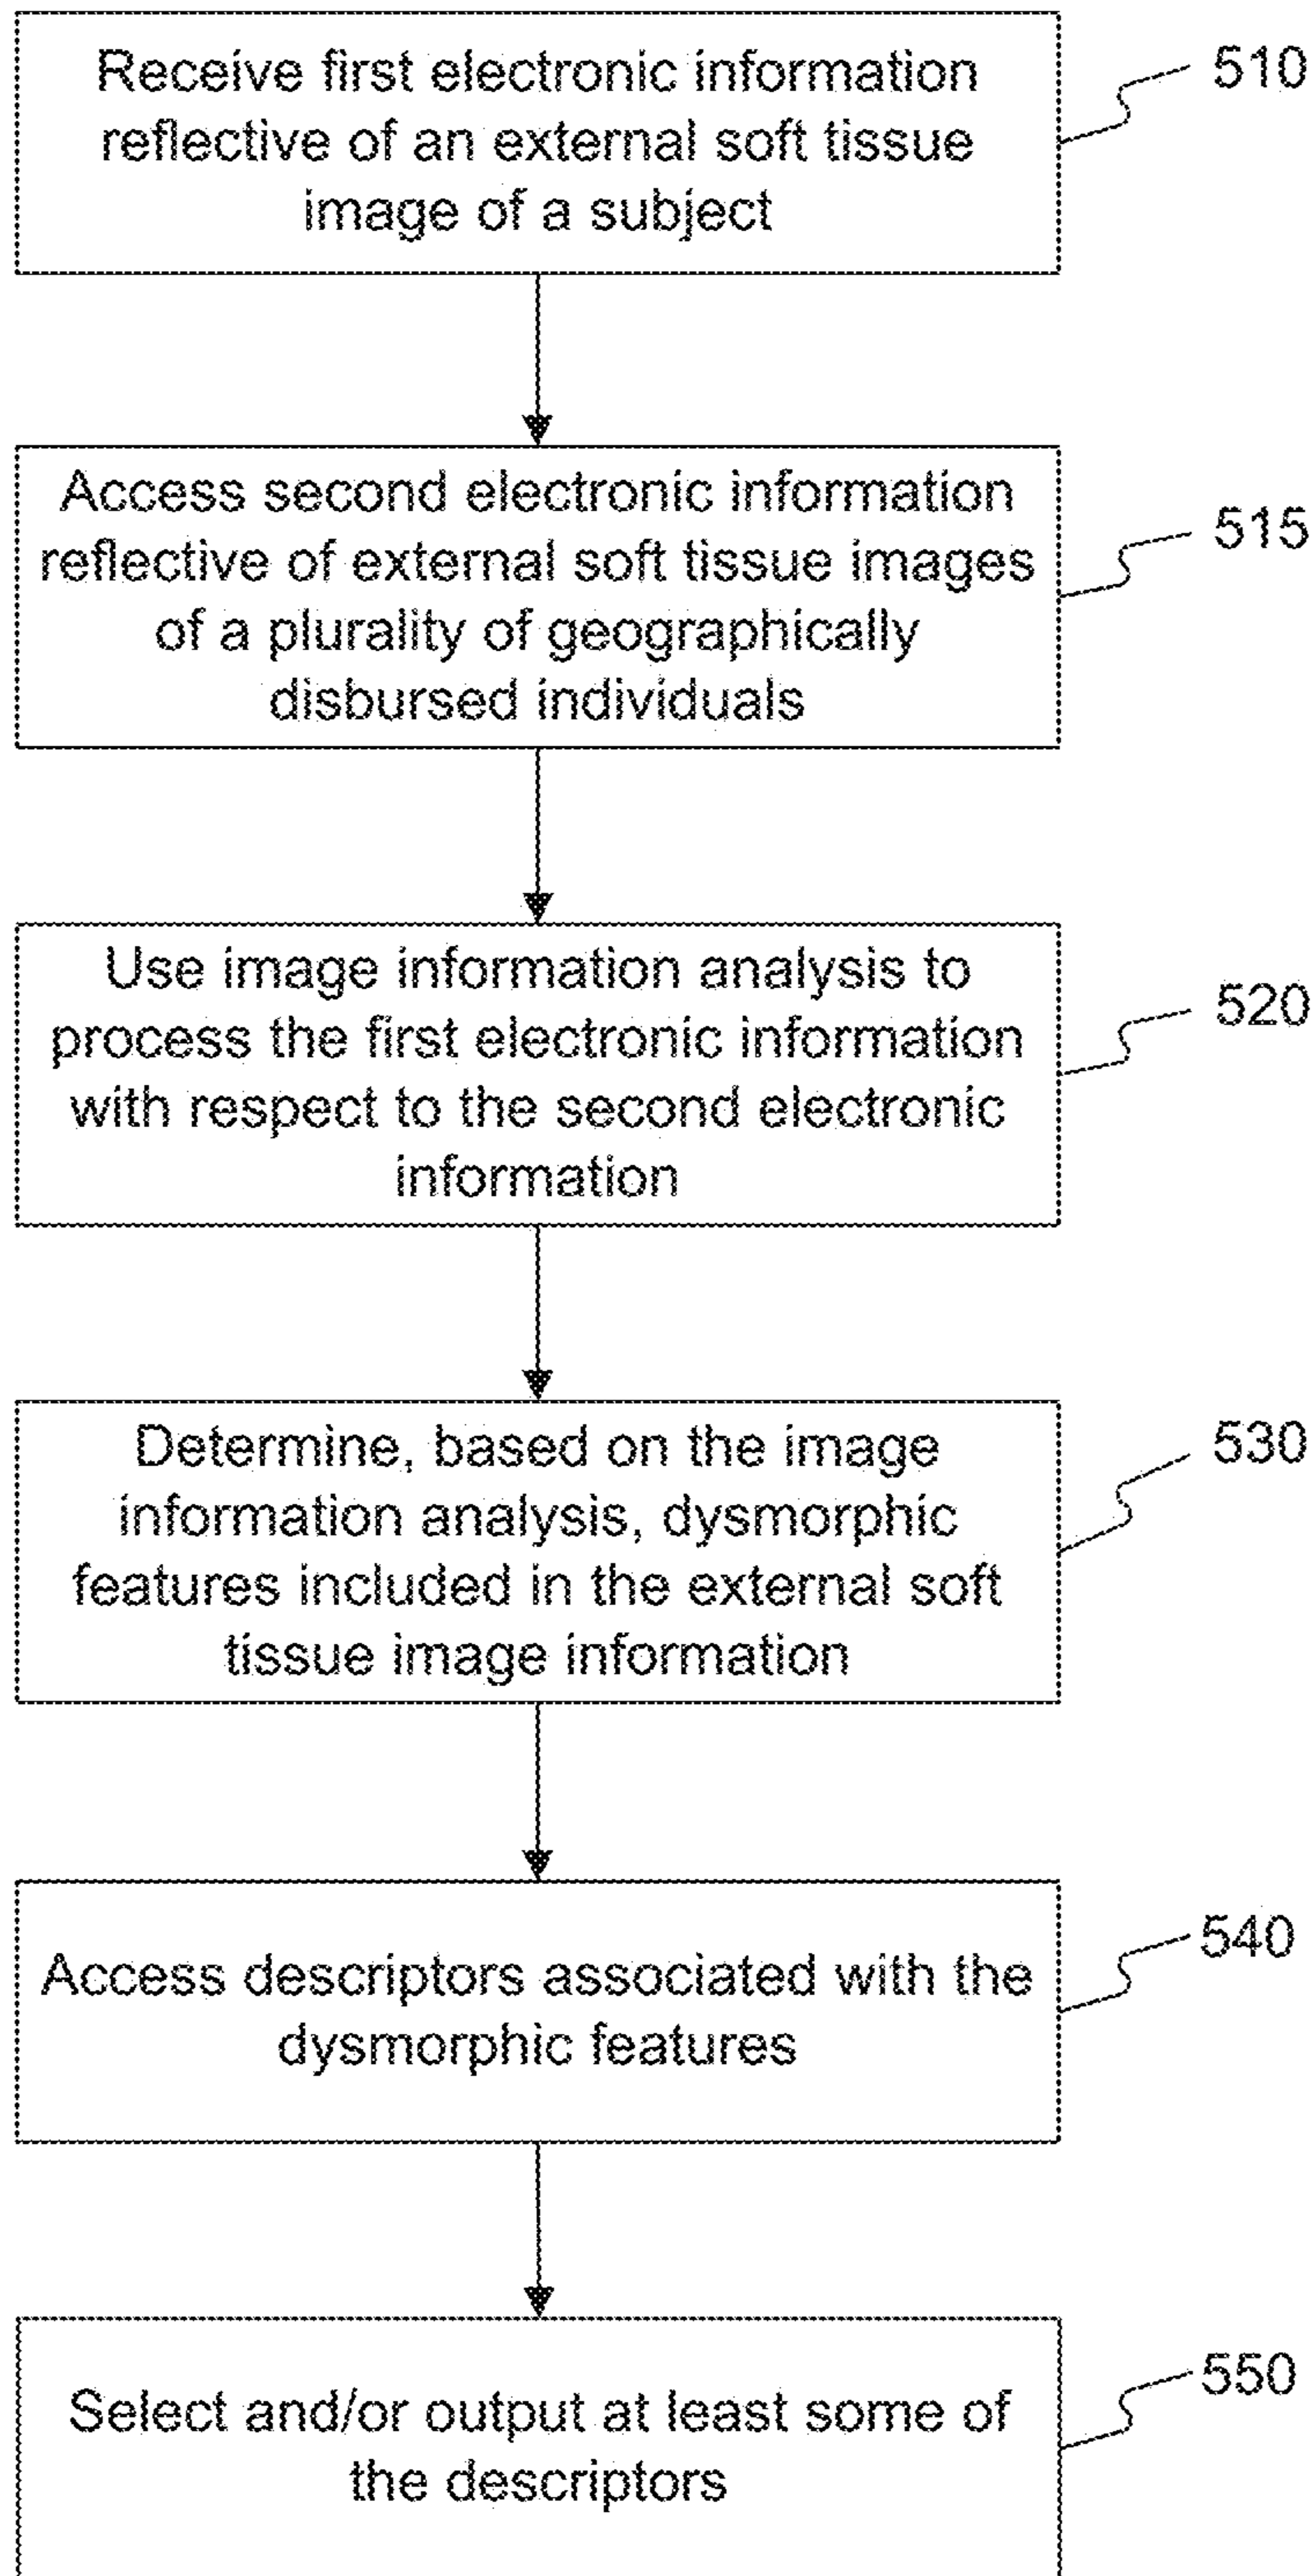 Receive first electronic information
reflective of an external soft tissue
image of a subject
510
Access second electronic information
reflective of external soft tissue images
of a plurality of geographically
disbursed individuals
515
Use image information analysis to
process the first electronic information
with respect to the second electronic
information
520
Determine, based on the image
information analysis, dysmorphic
features included in the external soft
tissue image information
530
Access descriptors associated with the
dysmorphic features
540
Select and/or output at least some of
the descriptors
550